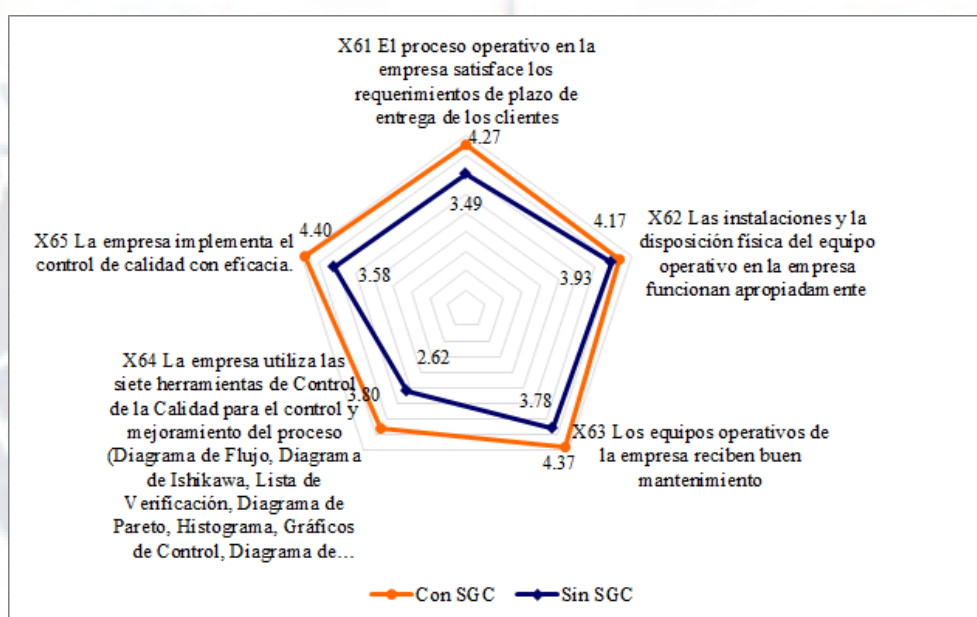 X61 El proceso operativo en la
empresa satisface los
requerimientos de plazo de
entrega de los clientes
4.27
3.49
4.17
X62 Las instalaciones y la
disposición física del equipo
operativo en la empresa
funcionan apropiadamente
3.93
4.40
X65 La empresa implementa el
control de calidad con eficacia.
3.58
2.62
X64 La empresa utiliza las
siete herramientas de Control
3.80
de la Calidad para el control y
mejoramiento del proceso
(Diagrama de Flujo, Diagrama
de Ishikawa, Lista de
Verificación, Diagrama de
Pareto, Histograma, Gráficos
de Control, Diagrama de...
3.78
X63 Los equipos operativos de
la empresa reciben buen
mantenimiento
4.37
Con SGC
Sin SGC